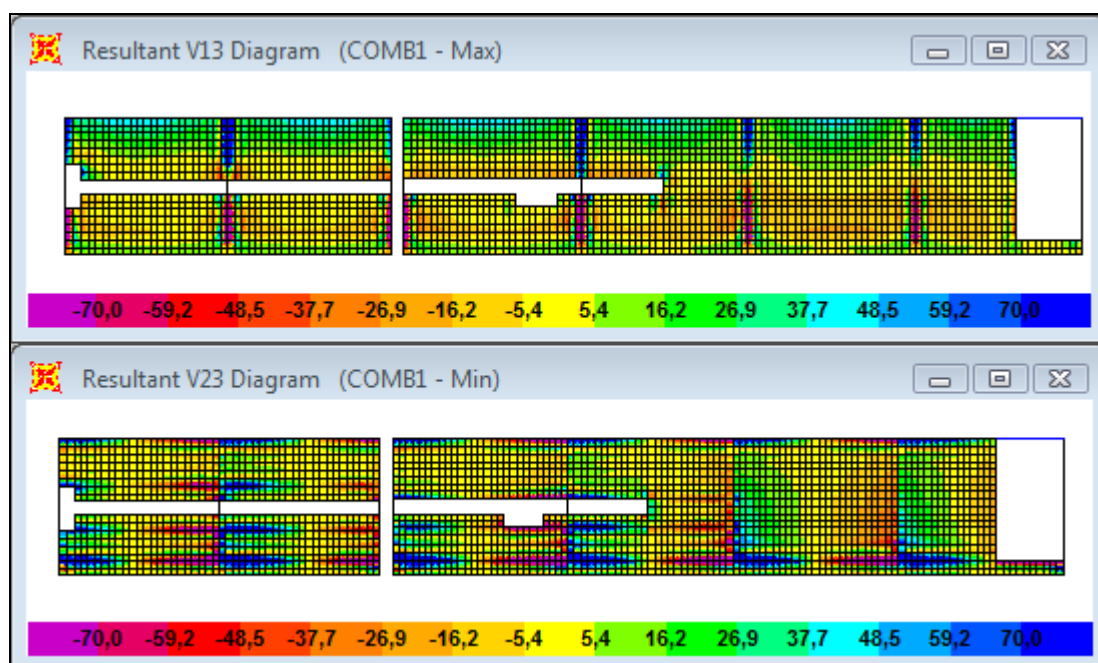 Resultant V13 Diagram (COMB1 - Max)
-70,0 -59,2 -48,5 -37,7 -26,9 -16,2 -5,4 5,4 16,2 26,9 37,7 48,5 59,2 70,0
Resultant V23 Diagram (COMB1 - Min)
-70,0 -59,2 -48,5 -37,7 -26,9 -16,2 -5,4 5,4 16,2 26,9 37,7 48,5 59,2 70,0